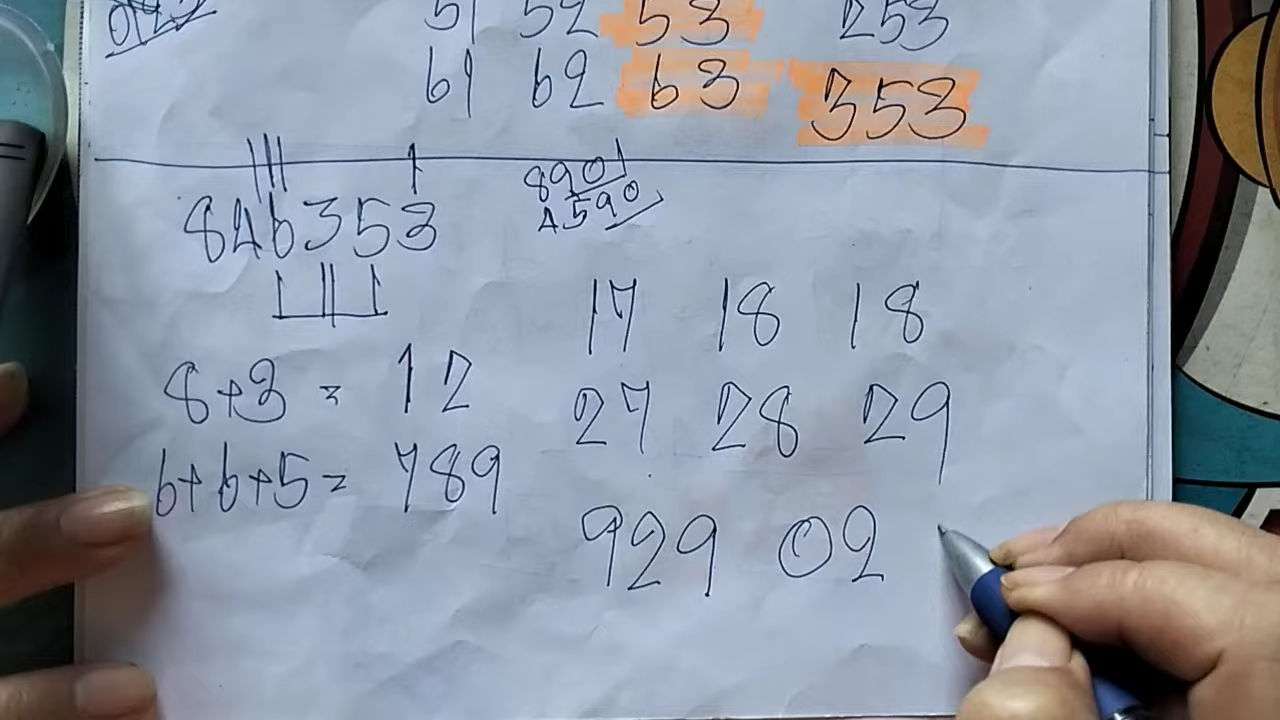 51 52 53 253
61 62 63 353
846353
8901
4590
17 18 18
8+3 = 12
27 28 29
6+6+5 = 789
929 02